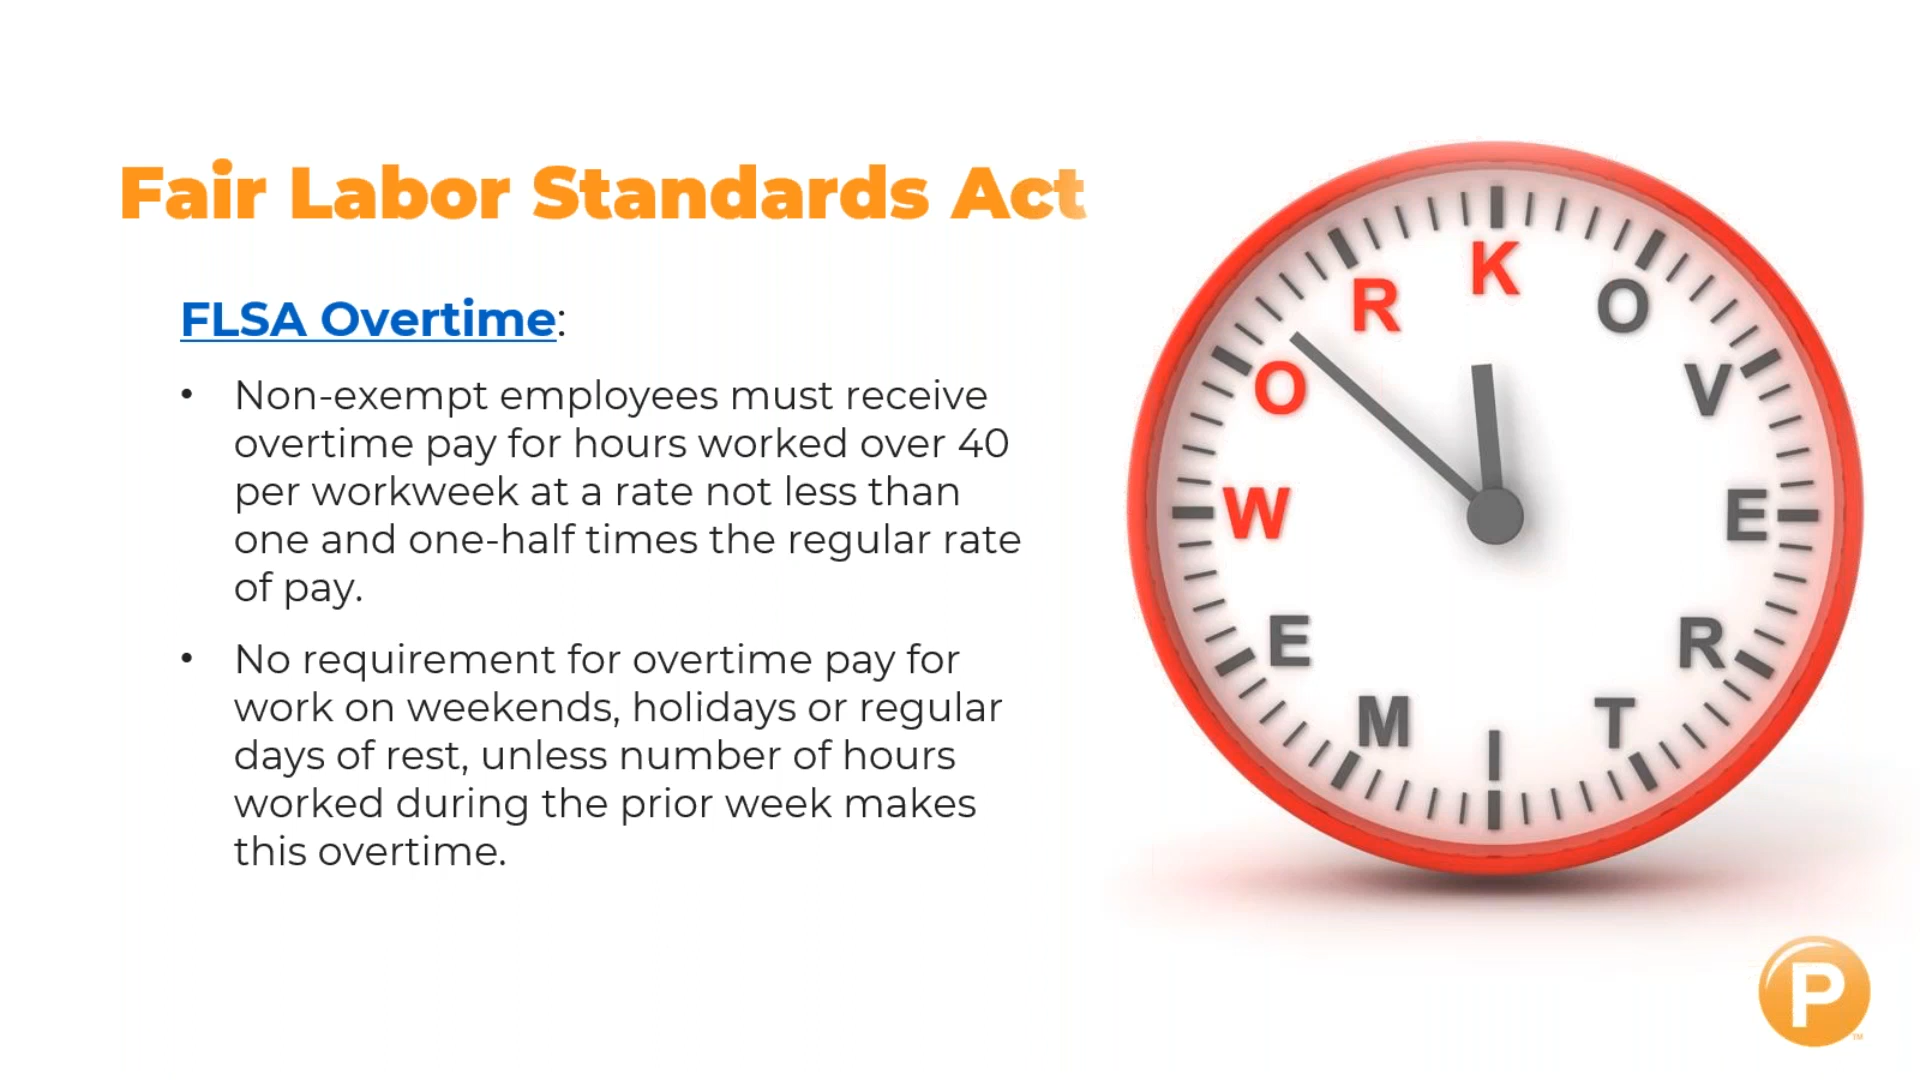 Fair Labor Standards Act
FLSA Overtime:
• Non-exempt employees must receive
overtime pay for hours worked over 40
per workweek at a rate not less than
one and one-half times the regular rate
of pay.
• No requirement for overtime pay for
work on weekends, holidays or regular
days of rest, unless number of hours
worked during the prior week makes
this overtime.
WORK OVERTIME
P
TM